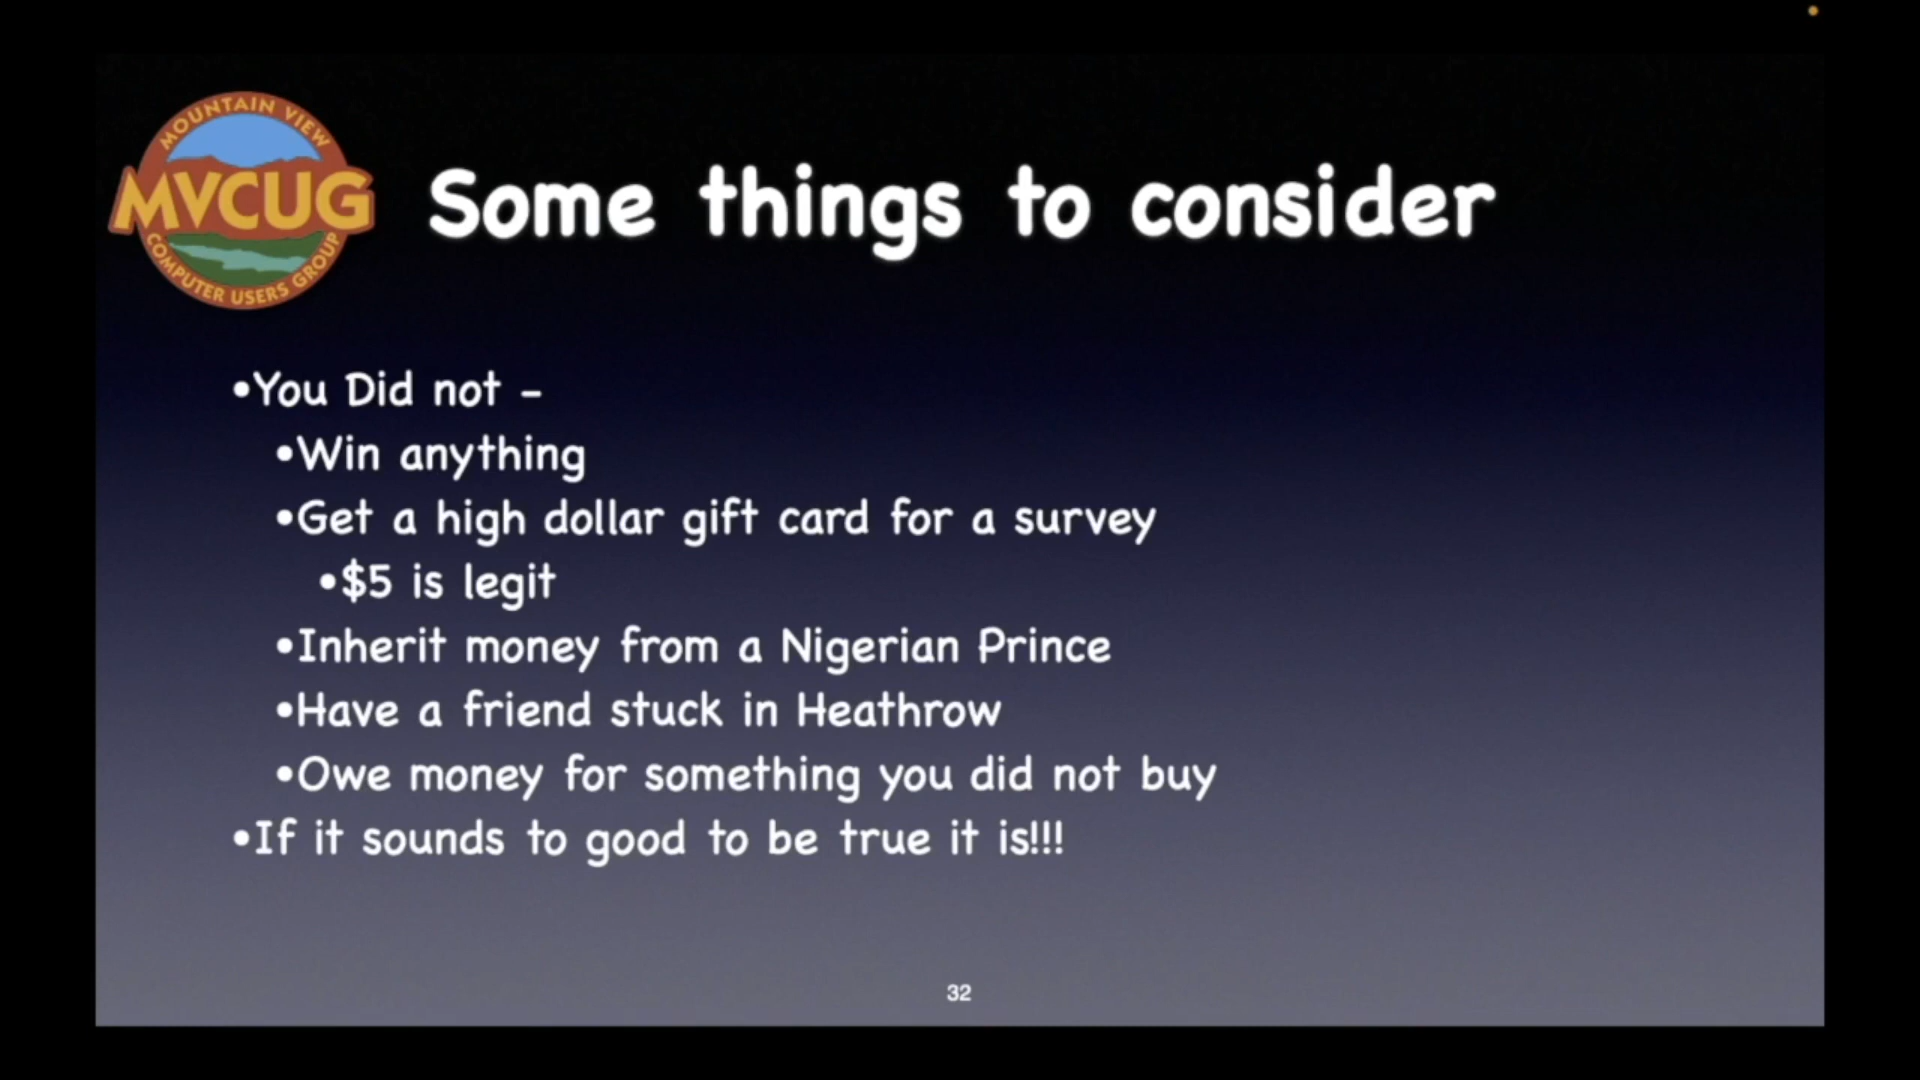 MOUNTAIN VIEW
MVCUG
COMPUTER USERS GROUP
Some things to consider
•You Did not -
•Win anything
•Get a high dollar gift card for a survey
•$5 is legit
•Inherit money from a Nigerian Prince
•Have a friend stuck in Heathrow
•Owe money for something you did not buy
•If it sounds to good to be true it is!!!
32